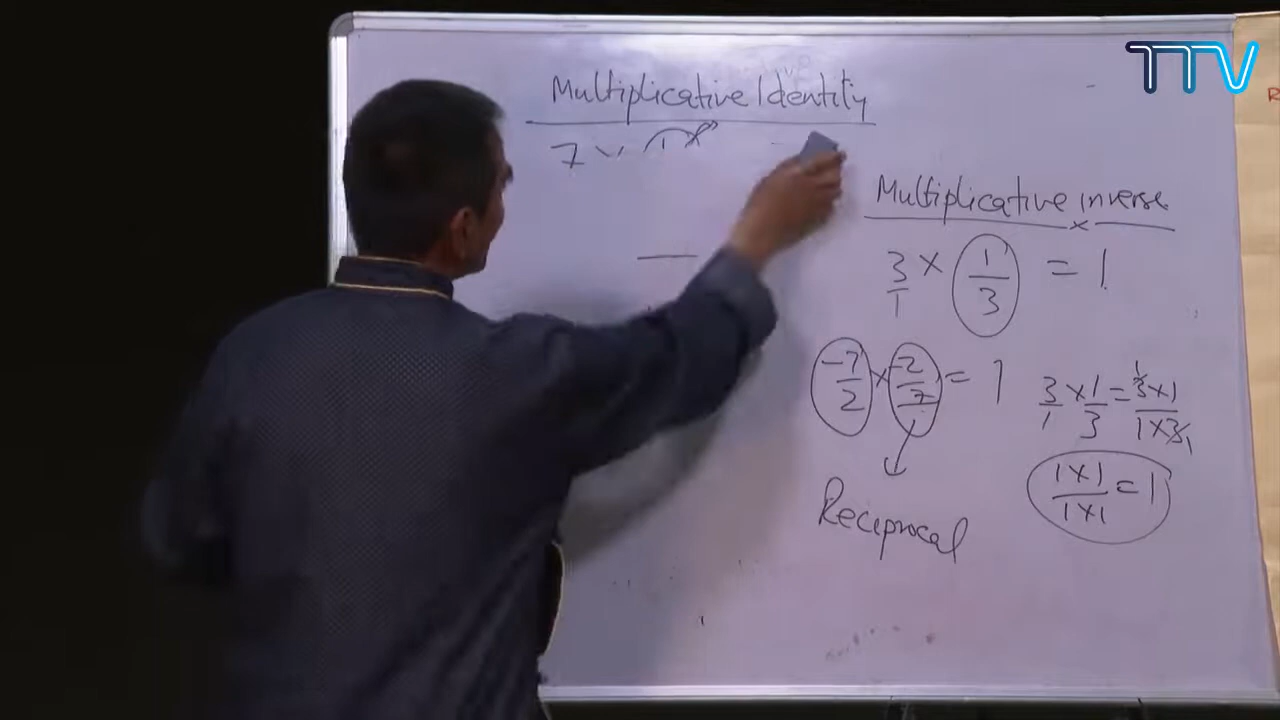 TTV
Multiplicative Identity
7 ×
Multiplicative inverse
3/1 × 1/3 = 1
-7/2 × -2/7 = 1
3/1 × 1/3 = 3×1/1×3
1
1
1×1/1×1 = 1
Reciprocal
R